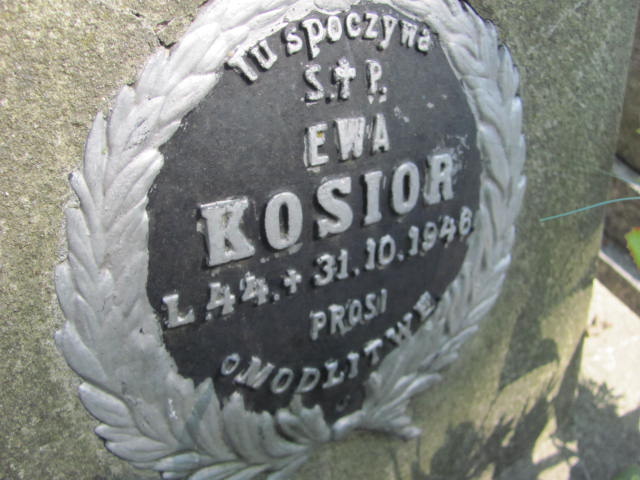 Tu spoczywa
Ś.✝P.
EWA
KOSIOR
L.44.+31.10.1948.
PROSI
O MODLITWĘ